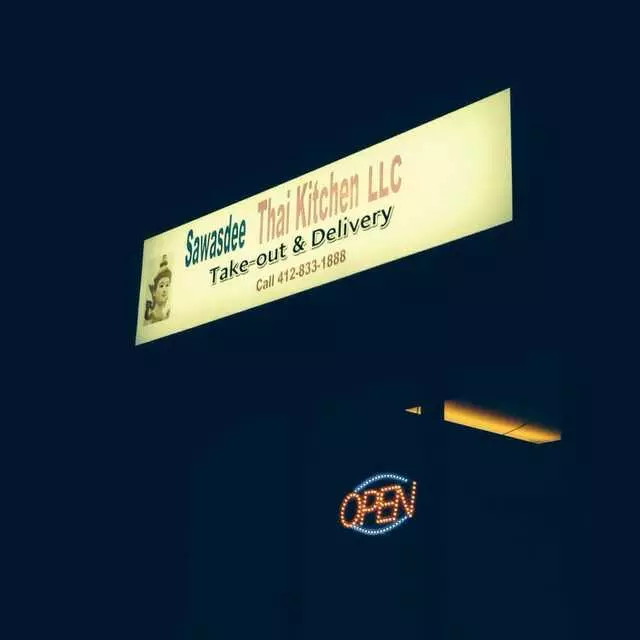 Sawasdee Thai Kitchen LLC
Take-out & Delivery
Call 412-833-1888
OPEN